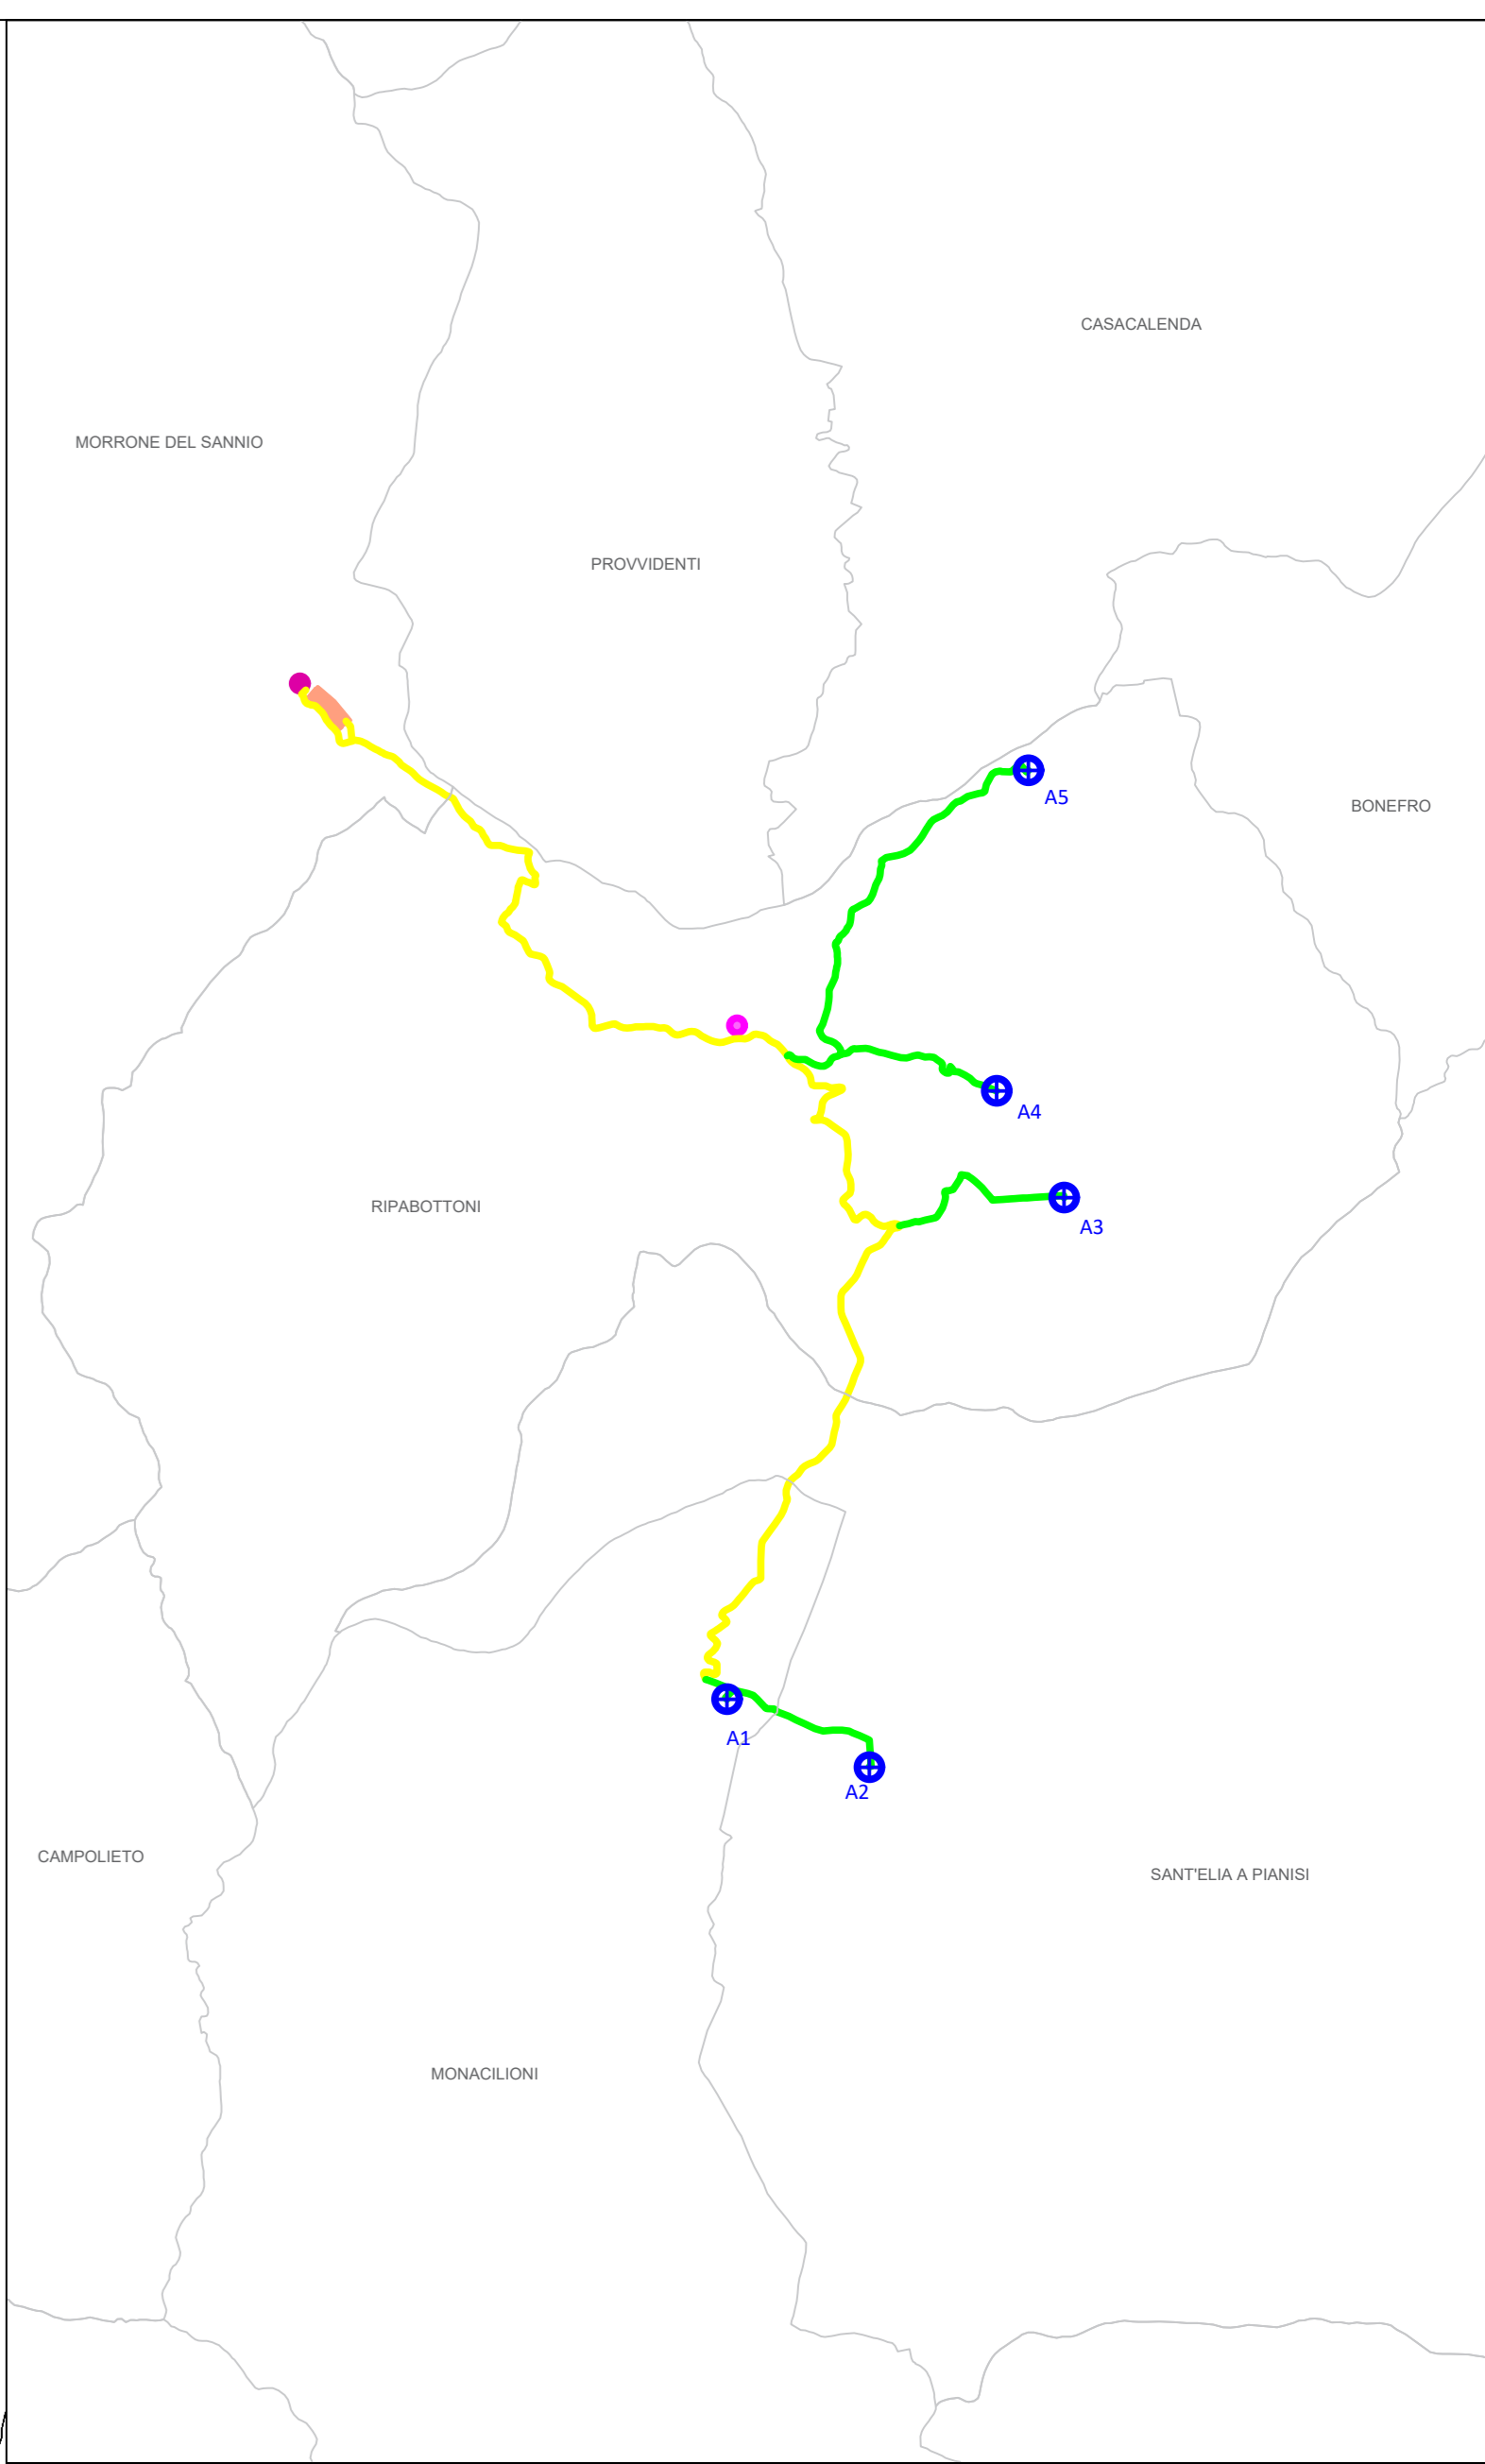 CASACALENDA
MORRONE DEL SANNIO
PROVVIDENTI
A5
BONEFRO
A4
RIPABOTTONI
A3
A1
A2
CAMPOLIETO
SANT'ELIA A PIANISI
MONACILIONI